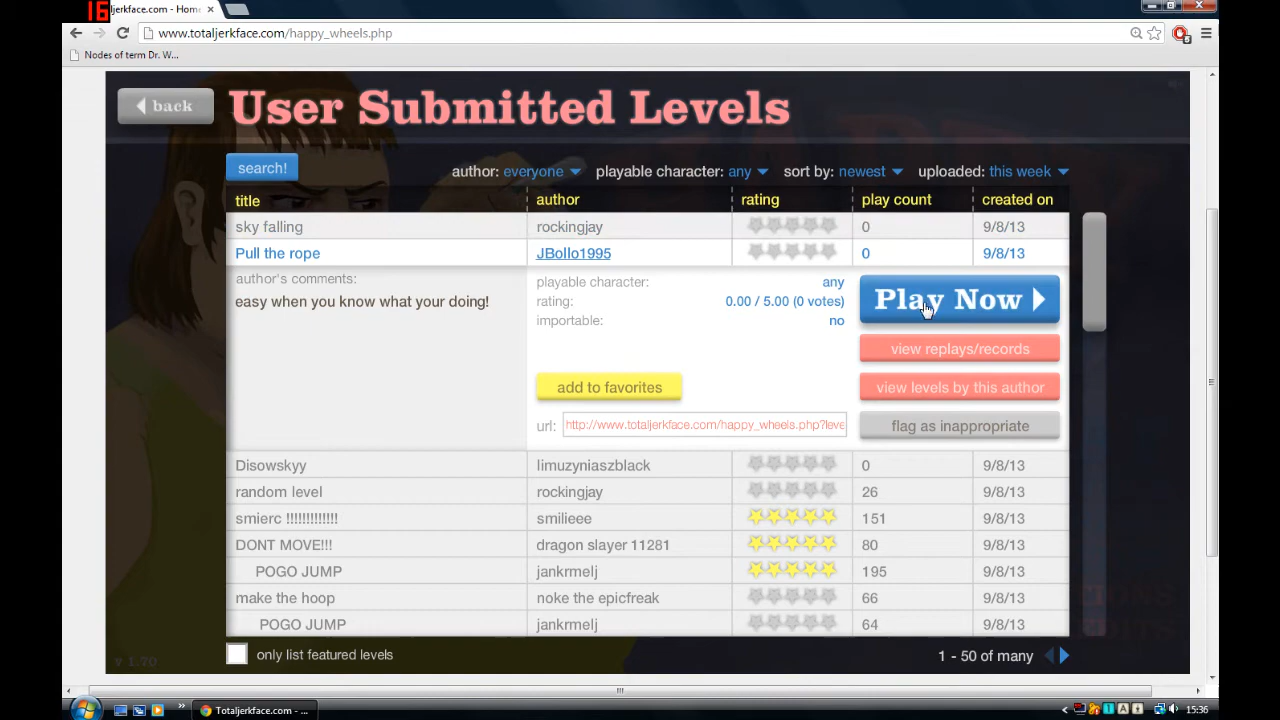 16
ljerkface.com - Home
www.totaljerkface.com/happy_wheels.php
Nodes of term Dr. W...
back
User Submitted Levels
search!
author: everyone playable character: any sort by: newest uploaded: this week
title author rating play count created on
sky falling rockingjay 0 9/8/13
Pull the rope JBollo1995 0 9/8/13
author's comments:
easy when you know what your doing!
playable character: any
rating: 0.00 / 5.00 (0 votes)
importable: no
Play Now
view replays/records
add to favorites
view levels by this author
url: http://www.totaljerkface.com/happy_wheels.php?leve
flag as inappropriate
Disowskyy limuzyniaszblack 0 9/8/13
random level rockingjay 26 9/8/13
smierc !!!!!!!!!!!!! smilieee 151 9/8/13
DONT MOVE!!! dragon slayer 11281 80 9/8/13
POGO JUMP jankrmelj 195 9/8/13
make the hoop noke the epicfreak 66 9/8/13
POGO JUMP jankrmelj 64 9/8/13
only list featured levels
1 - 50 of many
v 1.70
Totaljerkface.com - ...
15:36